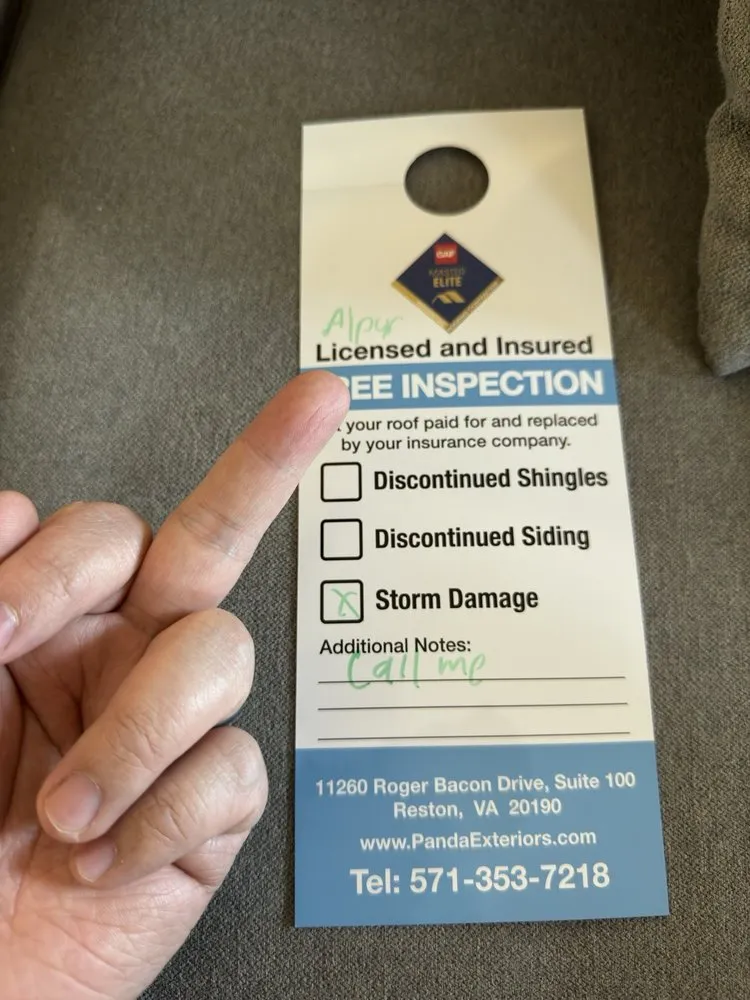 GAF
MASTER
ELITE
Alpur
Licensed and Insured
EE INSPECTION
your roof paid for and replaced
by your insurance company.
Discontinued Shingles
Discontinued Siding
X Storm Damage
Additional Notes:
Call me
11260 Roger Bacon Drive, Suite 100
Reston, VA 20190
www.PandaExteriors.com
Tel: 571-353-7218